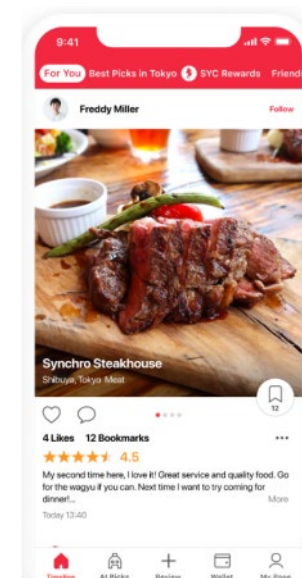 9:41
For You Best Picks in Tokyo SYC Rewards Friends
Freddy Miller Follow
Synchro Steakhouse
Shibuya, Tokyo Meat
12
4 Likes 12 Bookmarks
4.5
My second time here, I love it! Great service and quality food. Go
for the wagyu if you can. Next time I want to try coming for
dinner!... More
Today 13:40
Timeline AI Picks Review Wallet My Page